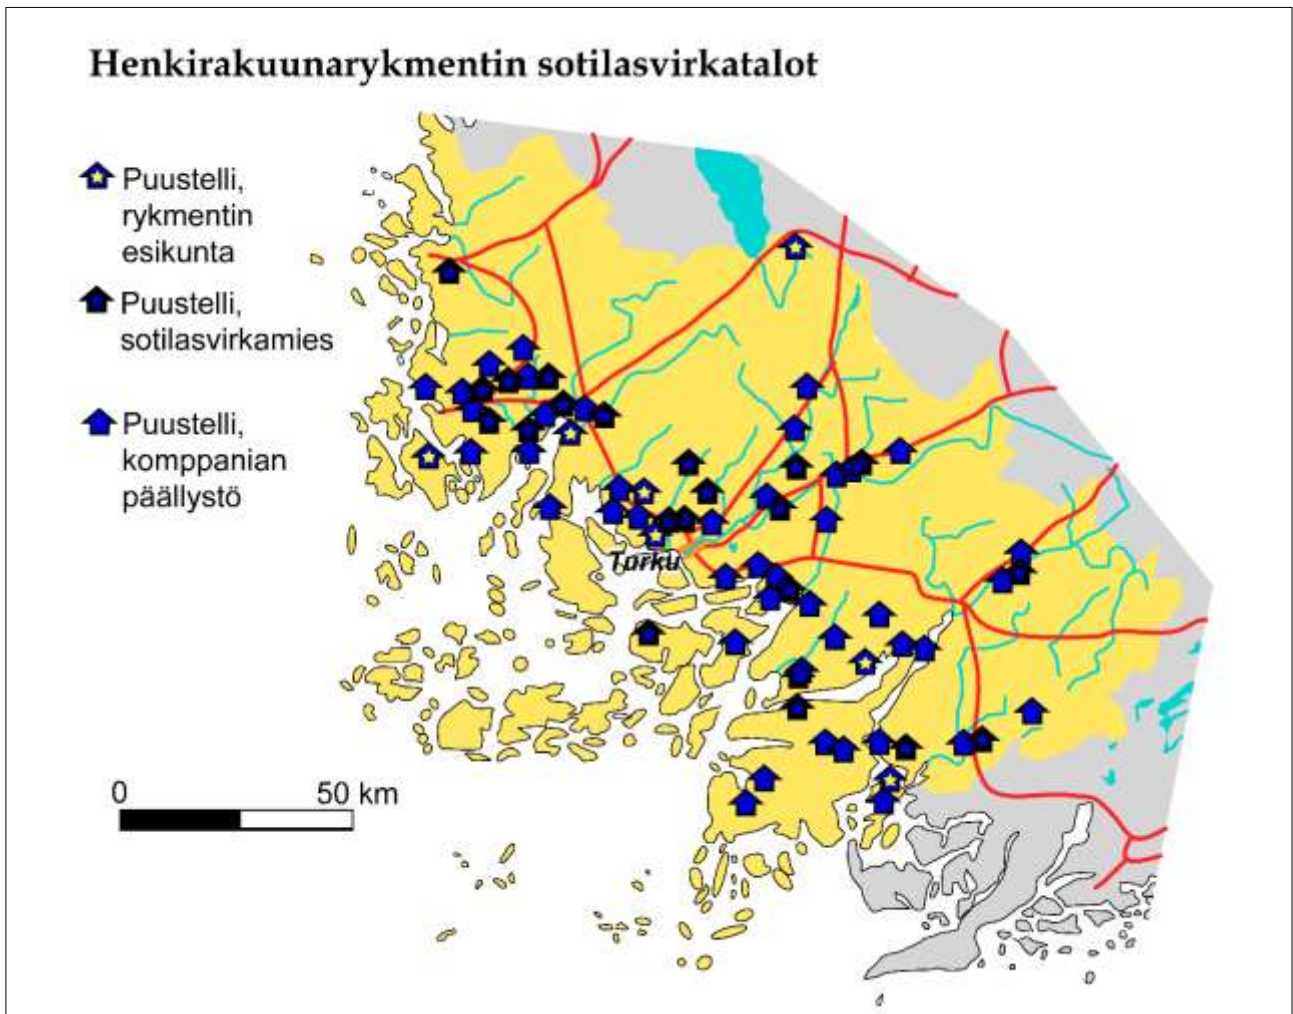 Henkirakuunarykmentin sotilasvirkatalot
Puustelli,
rykmentin
esikunta
Puustelli,
sotilasvirkamies
Puustelli,
komppanian
päällystö
Turku
0 50 km